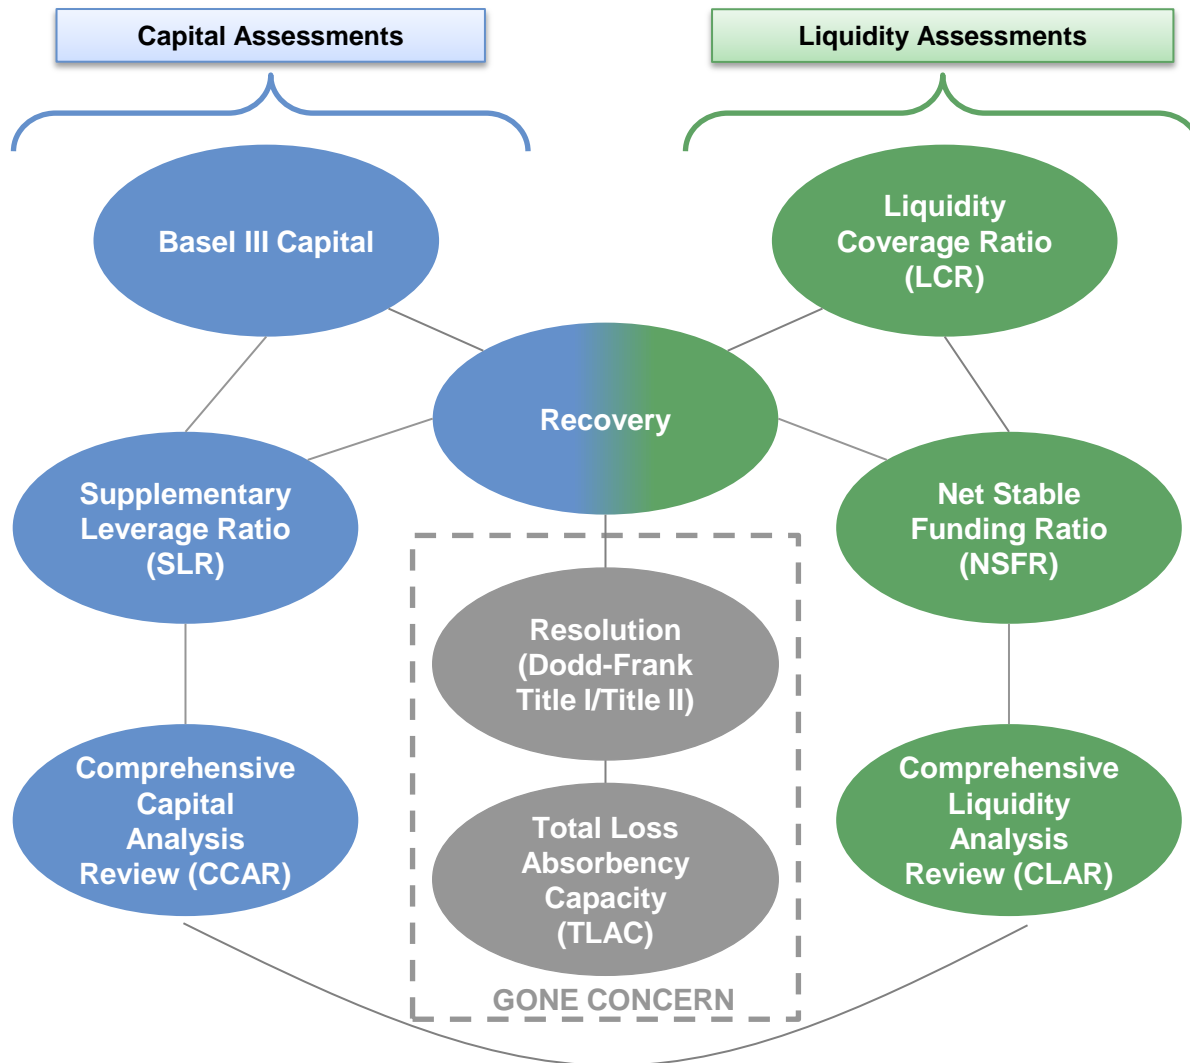 Capital Assessments
Liquidity Assessments
Basel III Capital
Liquidity
Coverage Ratio
(LCR)
Recovery
Supplementary
Leverage Ratio
(SLR)
Net Stable
Funding Ratio
(NSFR)
Resolution
(Dodd-Frank
Title I/Title II)
Comprehensive
Capital
Analysis
Review (CCAR)
Total Loss
Absorbency
Capacity
(TLAC)
Comprehensive
Liquidity
Analysis
Review (CLAR)
GONE CONCERN